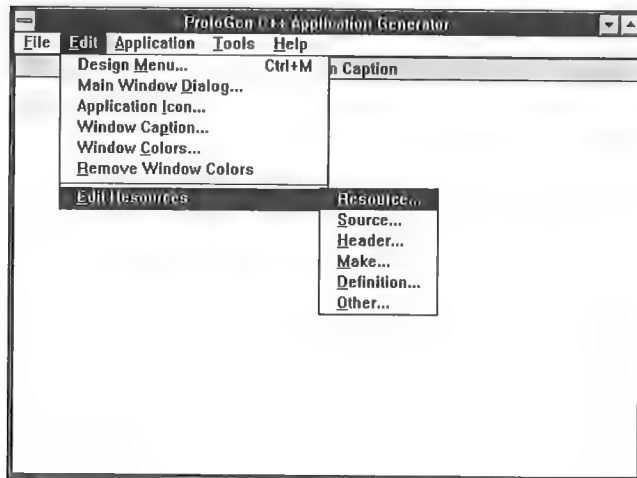 ProtoGen C++ Application Generator
File Edit Application Tools Help
n Caption
Design Menu... Ctrl+M
Main Window Dialog...
Application Icon...
Window Caption...
Window Colors...
Remove Window Colors
Edit Resources
Resource...
Source...
Header...
Make...
Definition...
Other...